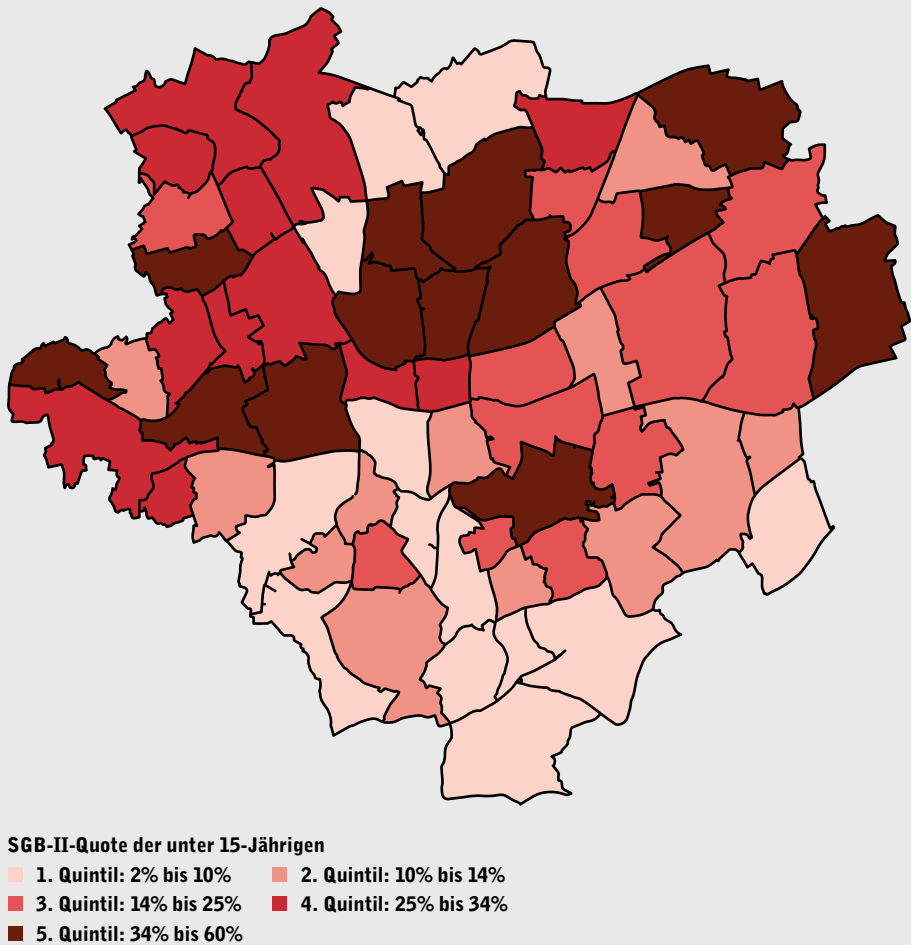 SGB-II-Quote der unter 15-Jährigen
1. Quintil: 2% bis 10% 2. Quintil: 10% bis 14%
3. Quintil: 14% bis 25% 4. Quintil: 25% bis 34%
5. Quintil: 34% bis 60%